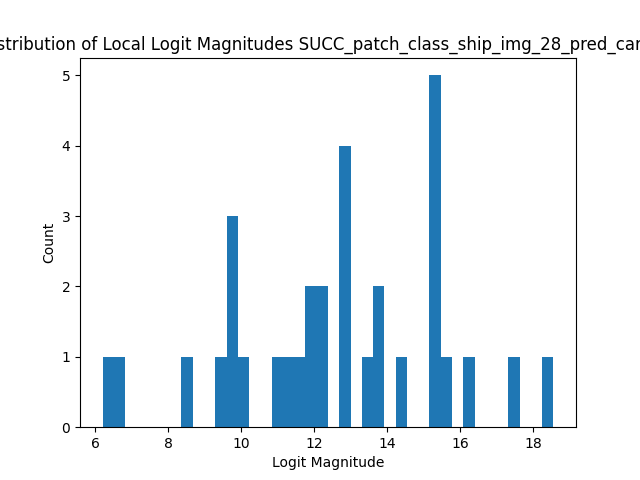 stribution of Local Logit Magnitudes SUCC_patch_class_ship_img_28_pred_car
5
4
3
2
1
0
Count
6 8 10 12 14 16 18
Logit Magnitude